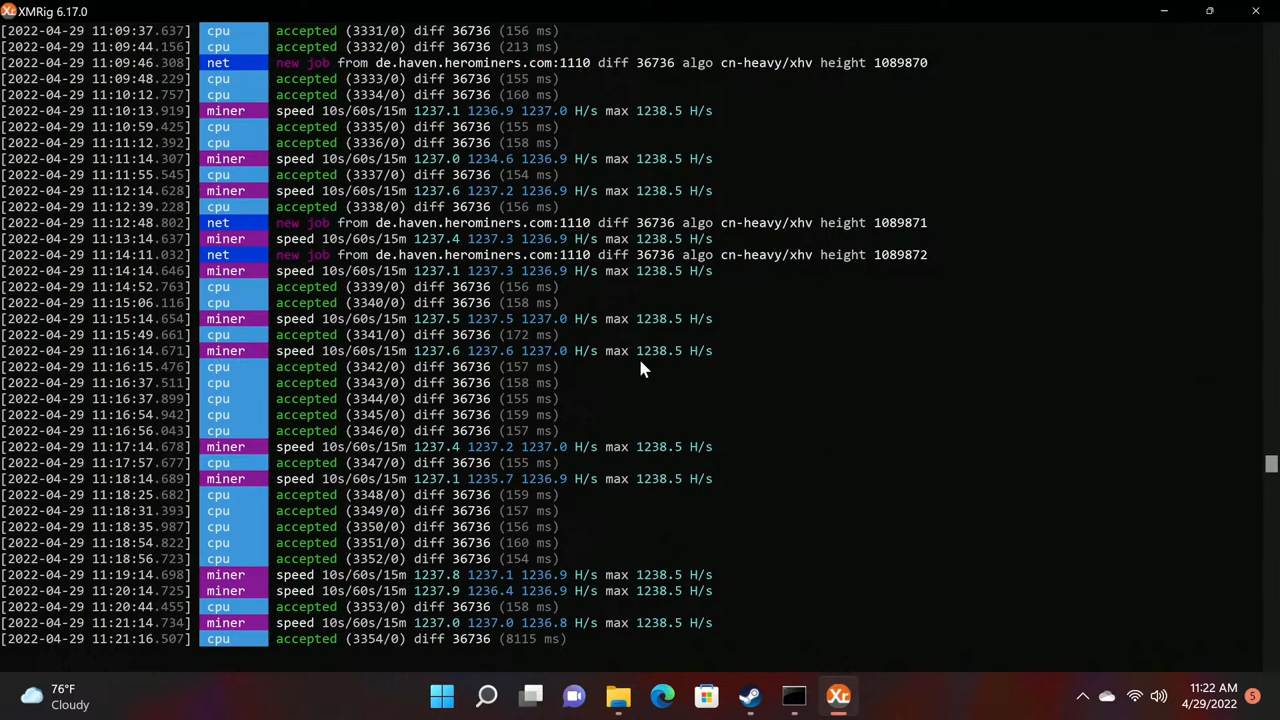 XMRig 6.17.0
[2022-04-29 11:09:37.637] cpu accepted (3331/0) diff 36736 (156 ms)
[2022-04-29 11:09:44.156] cpu accepted (3332/0) diff 36736 (213 ms)
[2022-04-29 11:09:46.308] net new job from de.haven.herominers.com:1110 diff 36736 algo cn-heavy/xhv height 1089870
[2022-04-29 11:09:48.229] cpu accepted (3333/0) diff 36736 (155 ms)
[2022-04-29 11:10:12.757] cpu accepted (3334/0) diff 36736 (160 ms)
[2022-04-29 11:10:13.919] miner speed 10s/60s/15m 1237.1 1236.9 1237.0 H/s max 1238.5 H/s
[2022-04-29 11:10:59.425] cpu accepted (3335/0) diff 36736 (155 ms)
[2022-04-29 11:11:12.392] cpu accepted (3336/0) diff 36736 (158 ms)
[2022-04-29 11:11:14.307] miner speed 10s/60s/15m 1237.0 1234.6 1236.9 H/s max 1238.5 H/s
[2022-04-29 11:11:55.545] cpu accepted (3337/0) diff 36736 (154 ms)
[2022-04-29 11:12:14.628] miner speed 10s/60s/15m 1237.6 1237.2 1236.9 H/s max 1238.5 H/s
[2022-04-29 11:12:39.228] cpu accepted (3338/0) diff 36736 (156 ms)
[2022-04-29 11:12:48.802] net new job from de.haven.herominers.com:1110 diff 36736 algo cn-heavy/xhv height 1089871
[2022-04-29 11:13:14.637] miner speed 10s/60s/15m 1237.4 1237.3 1236.9 H/s max 1238.5 H/s
[2022-04-29 11:14:11.032] net new job from de.haven.herominers.com:1110 diff 36736 algo cn-heavy/xhv height 1089872
[2022-04-29 11:14:14.646] miner speed 10s/60s/15m 1237.1 1237.3 1236.9 H/s max 1238.5 H/s
[2022-04-29 11:14:52.763] cpu accepted (3339/0) diff 36736 (156 ms)
[2022-04-29 11:15:06.116] cpu accepted (3340/0) diff 36736 (158 ms)
[2022-04-29 11:15:14.654] miner speed 10s/60s/15m 1237.5 1237.5 1237.0 H/s max 1238.5 H/s
[2022-04-29 11:15:49.661] cpu accepted (3341/0) diff 36736 (172 ms)
[2022-04-29 11:16:14.671] miner speed 10s/60s/15m 1237.6 1237.6 1237.0 H/s max 1238.5 H/s
[2022-04-29 11:16:15.476] cpu accepted (3342/0) diff 36736 (157 ms)
[2022-04-29 11:16:37.511] cpu accepted (3343/0) diff 36736 (158 ms)
[2022-04-29 11:16:37.899] cpu accepted (3344/0) diff 36736 (155 ms)
[2022-04-29 11:16:54.942] cpu accepted (3345/0) diff 36736 (159 ms)
[2022-04-29 11:16:56.043] cpu accepted (3346/0) diff 36736 (157 ms)
[2022-04-29 11:17:14.678] miner speed 10s/60s/15m 1237.4 1237.2 1237.0 H/s max 1238.5 H/s
[2022-04-29 11:17:57.677] cpu accepted (3347/0) diff 36736 (155 ms)
[2022-04-29 11:18:14.689] miner speed 10s/60s/15m 1237.1 1235.7 1236.9 H/s max 1238.5 H/s
[2022-04-29 11:18:25.682] cpu accepted (3348/0) diff 36736 (159 ms)
[2022-04-29 11:18:31.393] cpu accepted (3349/0) diff 36736 (157 ms)
[2022-04-29 11:18:35.987] cpu accepted (3350/0) diff 36736 (156 ms)
[2022-04-29 11:18:54.822] cpu accepted (3351/0) diff 36736 (160 ms)
[2022-04-29 11:18:56.723] cpu accepted (3352/0) diff 36736 (154 ms)
[2022-04-29 11:19:14.698] miner speed 10s/60s/15m 1237.8 1237.1 1236.9 H/s max 1238.5 H/s
[2022-04-29 11:20:14.725] miner speed 10s/60s/15m 1237.9 1236.4 1236.9 H/s max 1238.5 H/s
[2022-04-29 11:20:44.455] cpu accepted (3353/0) diff 36736 (158 ms)
[2022-04-29 11:21:14.734] miner speed 10s/60s/15m 1237.0 1237.0 1236.8 H/s max 1238.5 H/s
[2022-04-29 11:21:16.507] cpu accepted (3354/0) diff 36736 (8115 ms)
76°F
Cloudy
Xr
11:22 AM
4/29/2022
5